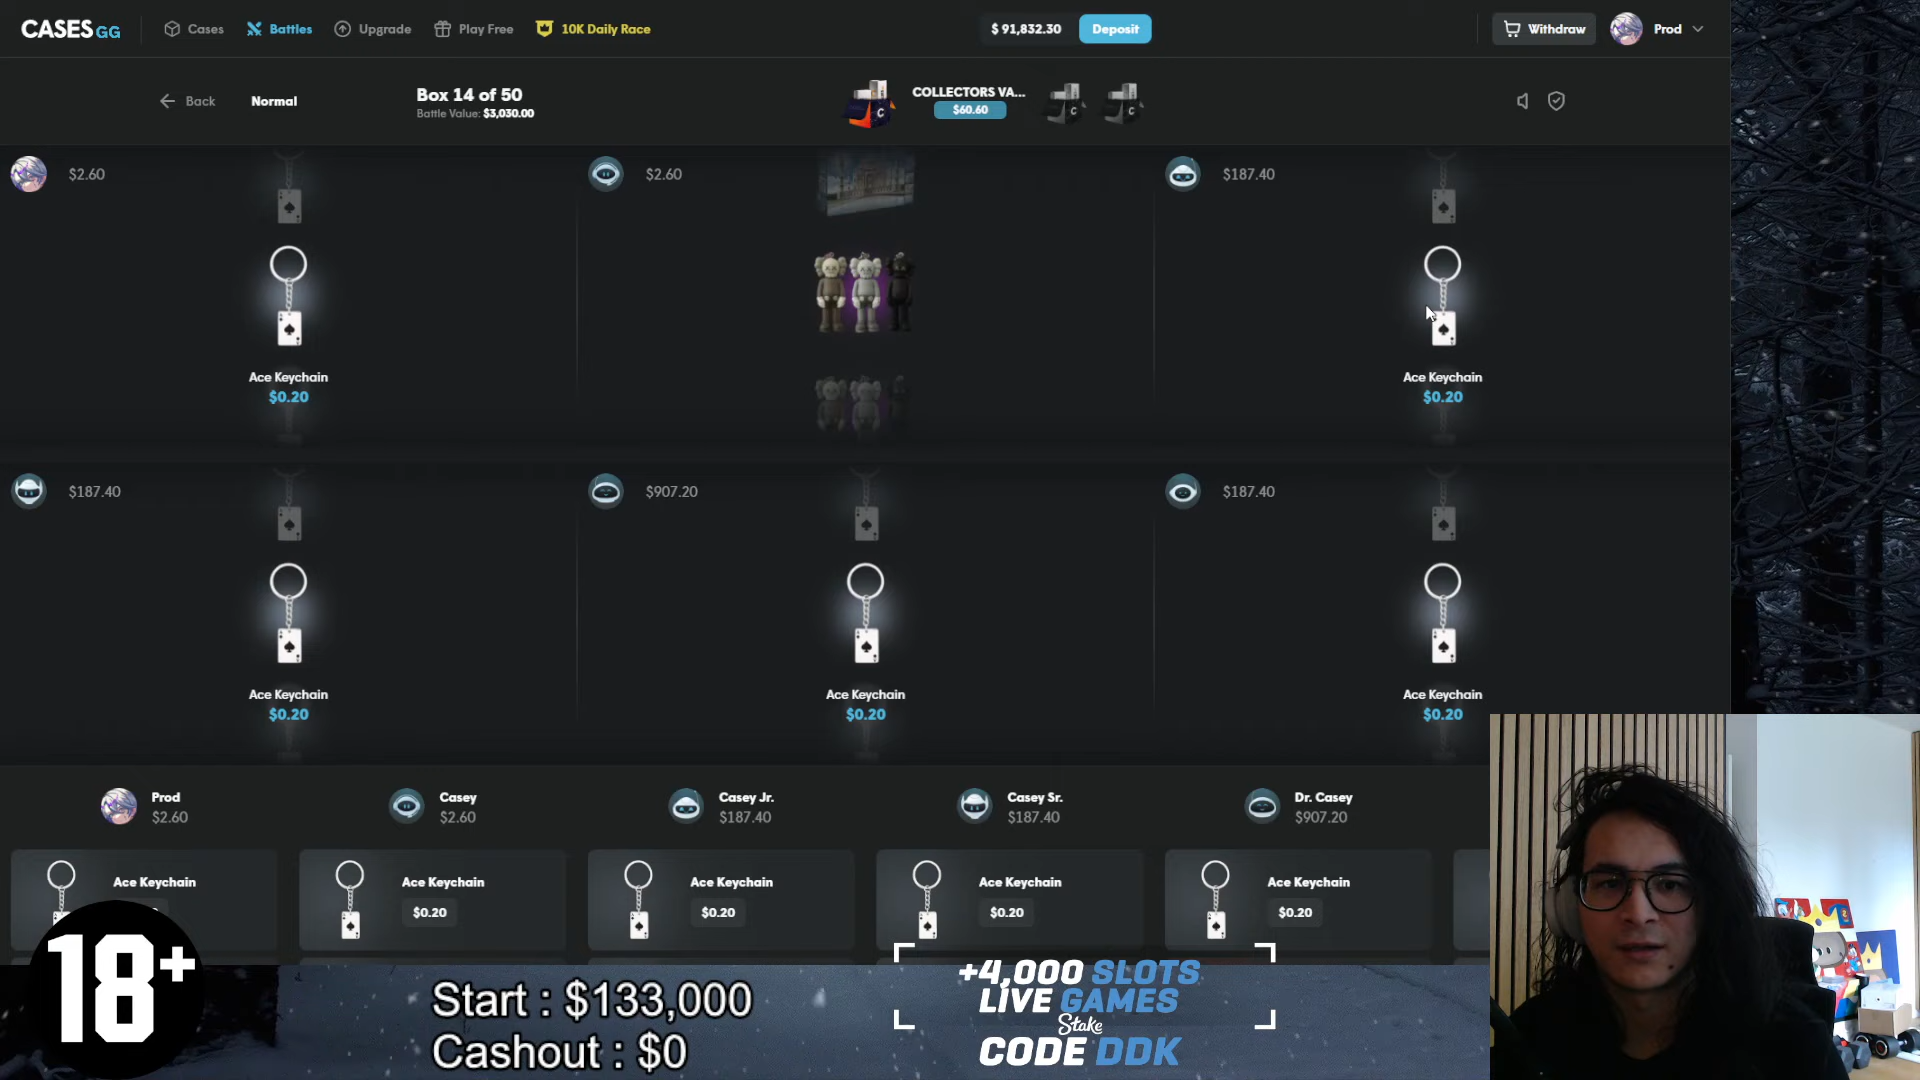 CASES GG
Cases
Battles
Upgrade
Play Free
10K Daily Race
$ 91,832.30
Deposit
Withdraw
Prod
Back
Normal
Box 14 of 50
Battle Value: $3,030.00
COLLECTORS VA...
$60.60
$2.60
$2.60
$187.40
Ace Keychain
$0.20
Ace Keychain
$0.20
$187.40
$907.20
$187.40
Ace Keychain
$0.20
Ace Keychain
$0.20
Ace Keychain
$0.20
Prod
$2.60
Casey
$2.60
Casey Jr.
$187.40
Casey Sr.
$187.40
Dr. Casey
$907.20
Ace Keychain
Ace Keychain
$0.20
Ace Keychain
$0.20
Ace Keychain
$0.20
Ace Keychain
$0.20
18+
Start : $133,000
Cashout : $0
+4,000 SLOTS
LIVE GAMES
Stake
CODE DDK